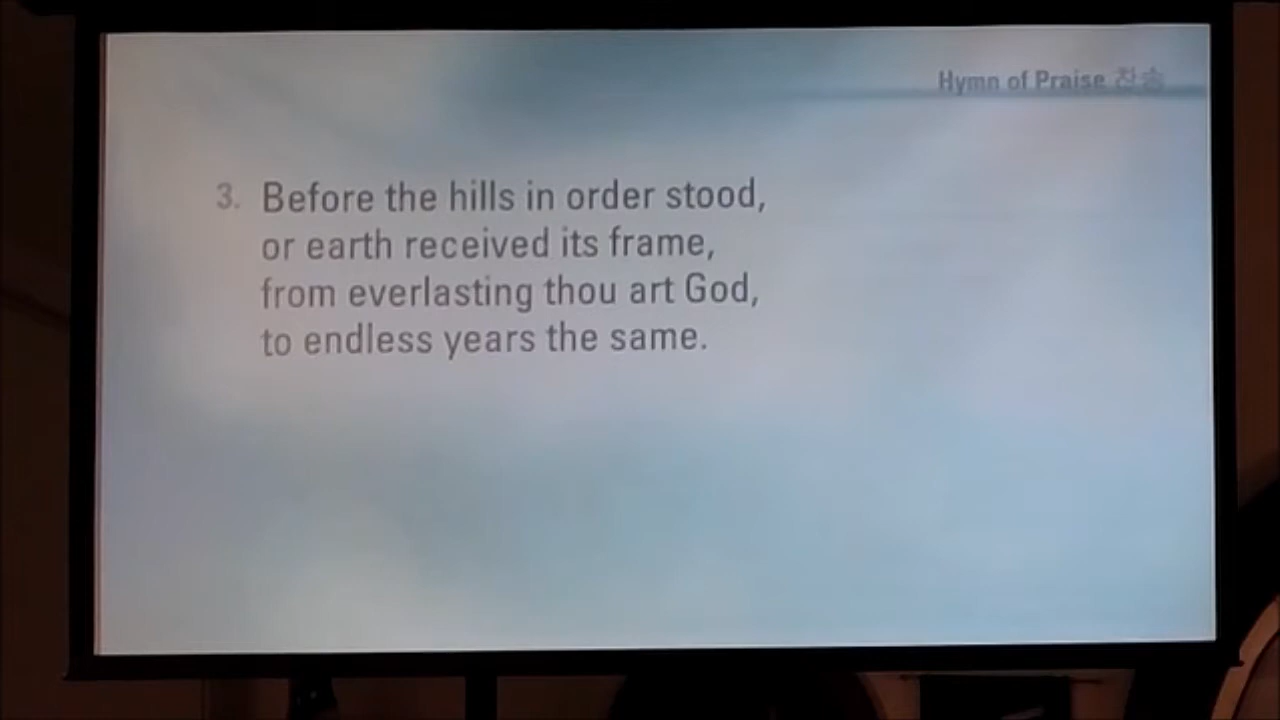 Hymn of Praise 찬송
3. Before the hills in order stood,
or earth received its frame,
from everlasting thou art God,
to endless years the same.